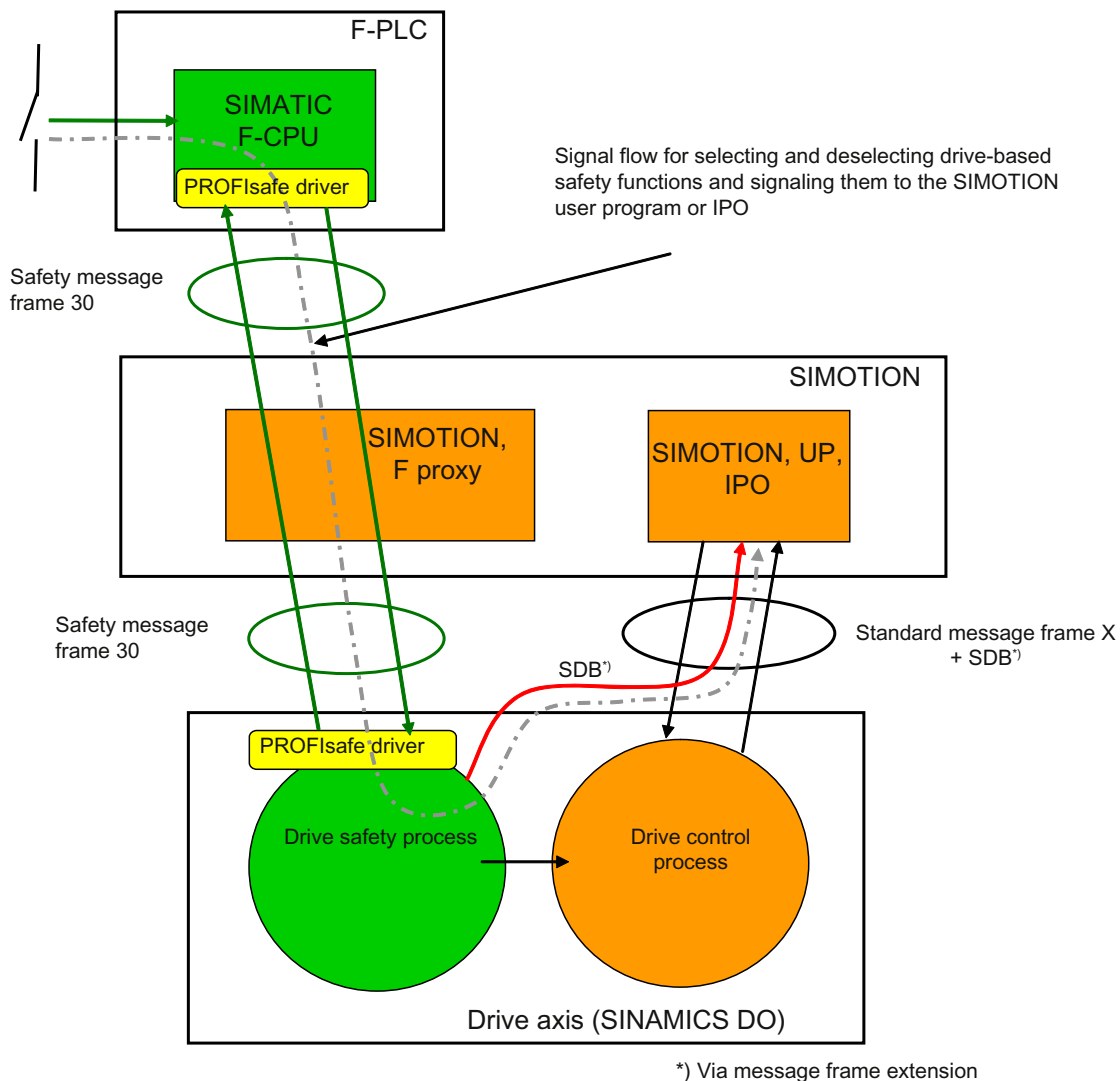 F-PLC
SIMATIC
F-CPU
PROFIsafe driver
Signal flow for selecting and deselecting drive-based
safety functions and signaling them to the SIMOTION
user program or IPO
Safety message
frame 30
SIMOTION
SIMOTION,
F proxy
SIMOTION, UP,
IPO
Safety message
frame 30
Standard message frame X
+ SDB*)
SDB*)
PROFIsafe driver
Drive safety process
Drive control
process
Drive axis (SINAMICS DO)
*) Via message frame extension